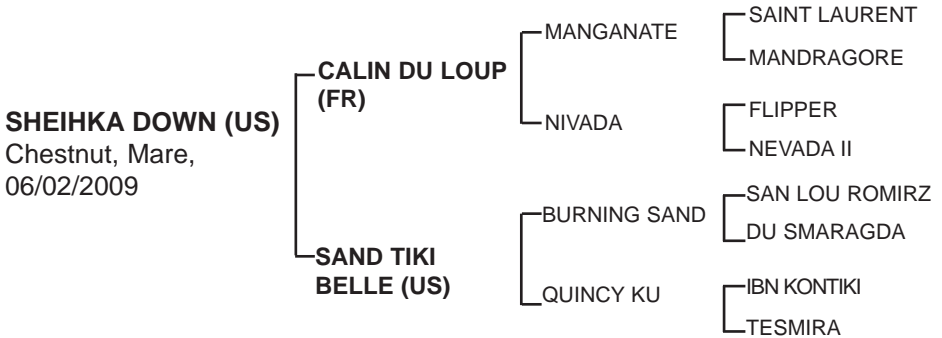 SHEIHKA DOWN (US)
Chestnut, Mare,
06/02/2009
CALIN DU LOUP
(FR)
SAND TIKI
BELLE (US)
MANGANATE
NIVADA
BURNING SAND
QUINCY KU
SAINT LAURENT
MANDRAGORE
FLIPPER
NEVADA II
SAN LOU ROMIRZ
DU SMARAGDA
IBN KONTIKI
TESMIRA